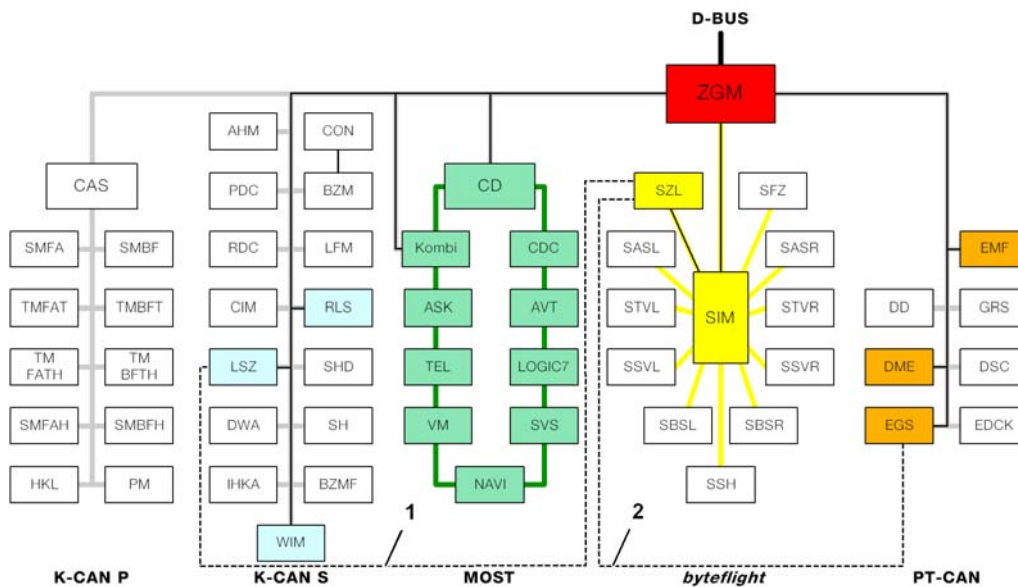 D-BUS
ZGM
AHM
CON
CAS
PDC
BZM
CD
SZL
SFZ
SMFA
SMBF
RDC
LFM
Kombi
CDC
SASL
SASR
EMF
TMFAT
TMBFT
CIM
RLS
ASK
AVT
STVL
SIM
STVR
DD
GRS
TM
FATH
TM
BFTH
LSZ
SHD
TEL
LOGIC7
SSVL
SSVR
DME
DSC
SMFAH
SMBFH
DWA
SH
VM
SVS
SBSL
SBSR
EGS
EDCK
HKL
PM
IHKA
BZMF
NAVI
SSH
1
2
WIM
K-CAN P
K-CAN S
MOST
byteflight
PT-CAN